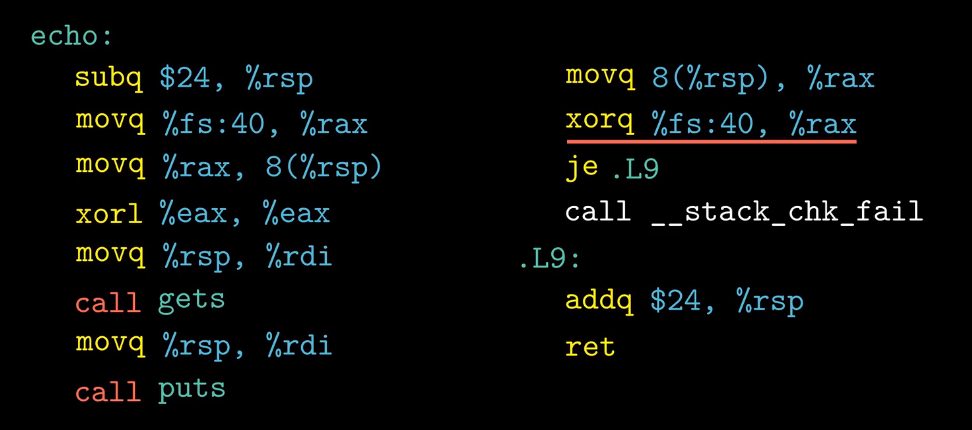 echo:
subq $24, %rsp
movq %fs:40, %rax
movq %rax, 8(%rsp)
xorl %eax, %eax
movq %rsp, %rdi
call gets
movq %rsp, %rdi
call puts
movq 8(%rsp), %rax
xorq %fs:40, %rax
je .L9
call __stack_chk_fail
.L9:
addq $24, %rsp
ret